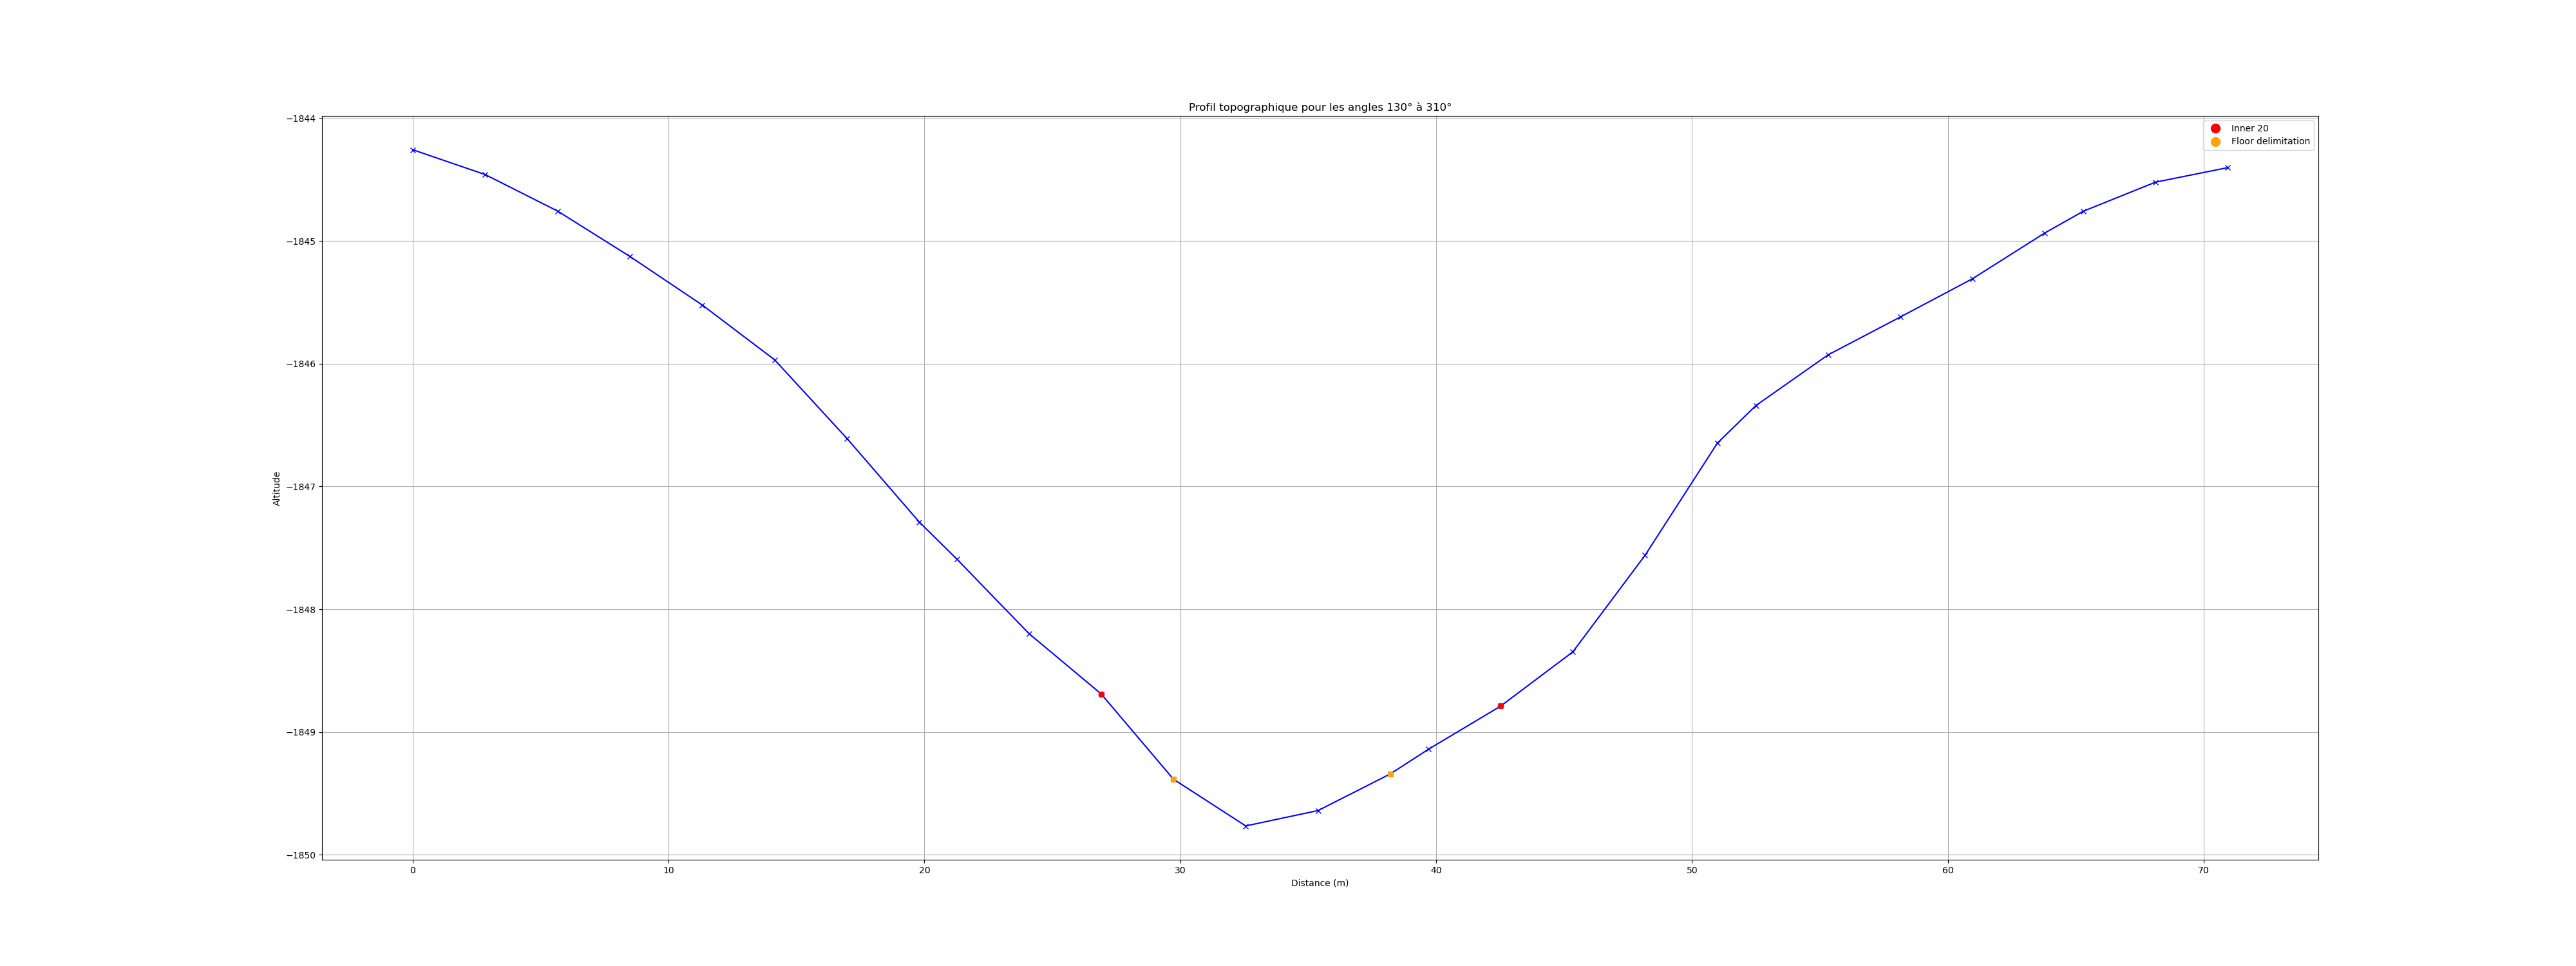 Profil topographique pour les angles 130° à 310°
Inner 20
Floor delimitation
Altitude
−1844
−1845
−1846
−1847
−1848
−1849
−1850
0 10 20 30 40 50 60 70
Distance (m)